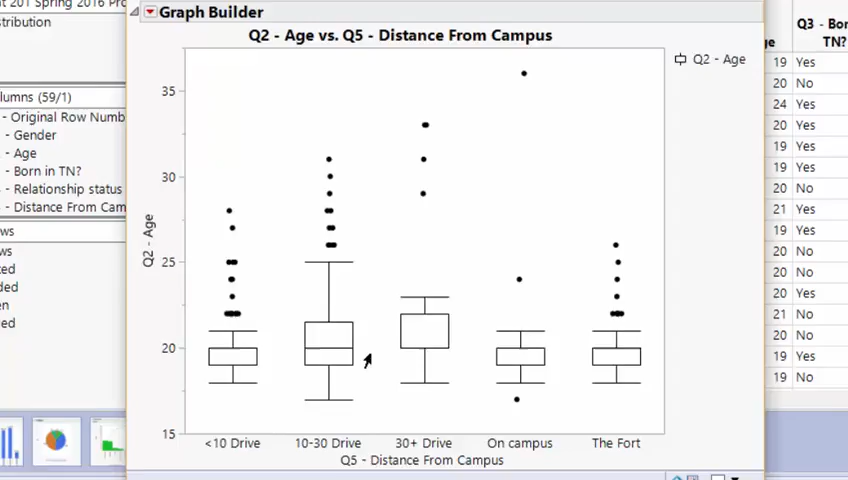 at 201 Spring 2016 Pro
Graph Builder
stribution
Q3 - Bor
ge
TN?
Q2 - Age vs. Q5 - Distance From Campus
Q2 - Age
35
30
25
20
15
Q2 - Age
<10 Drive
10-30 Drive
30+ Drive
On campus
The Fort
Q5 - Distance From Campus
lumns (59/1)
- Original Row Numb
- Gender
- Age
- Born in TN?
- Relationship status
- Distance From Cam
ws
ws
ted
ded
en
ed
19 Yes
20 No
24 Yes
20 Yes
19 Yes
19 Yes
20 No
21 Yes
19 Yes
20 No
20 No
20 Yes
21 No
20 No
19 Yes
19 No